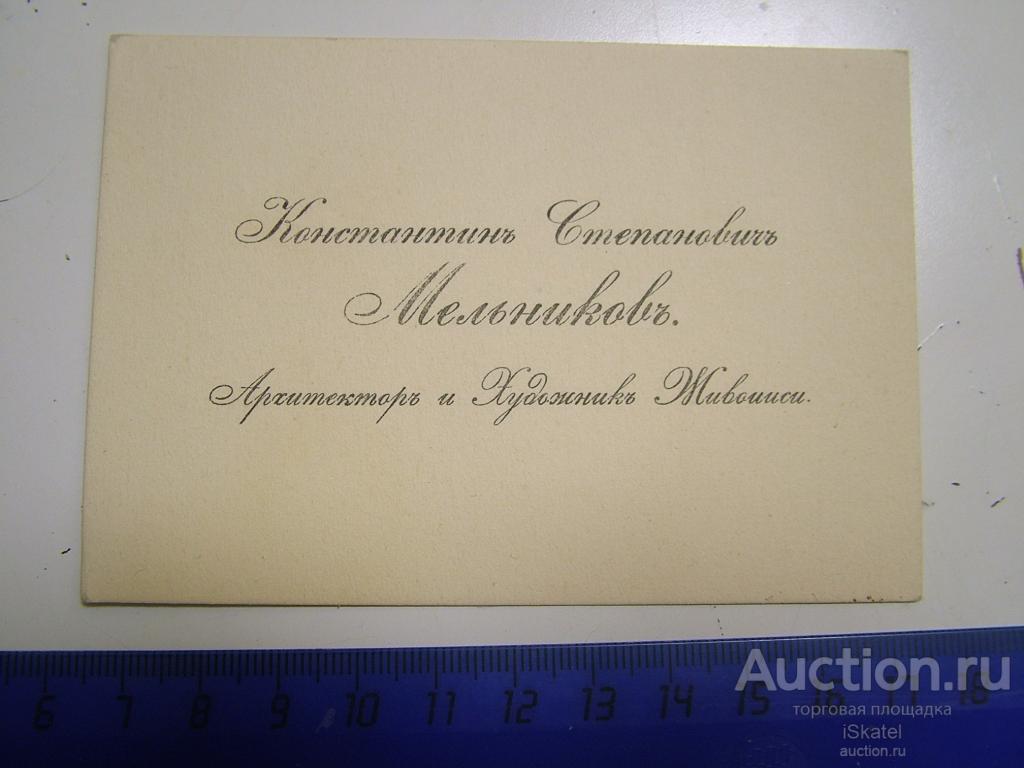 Константинъ Степановичъ
Мельниковъ.
Архитекторъ и Художникъ Живописи.
6 7 8 9 10 11 12 13 14 15 16 17 18
Auction.ru
торговая площадка
iSkatel
auction.ru